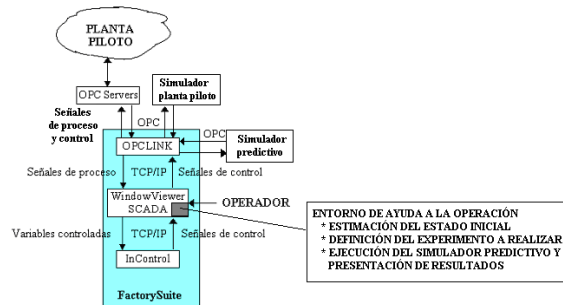 PLANTA
PILOTO
OPC Servers
Señales
de proceso
y control
OPC
Simulador
planta piloto
OPC
Simulador
predictivo
OPCLINK
Señales de proceso
TCP/IP
Señales de control
WindowViewer
SCADA
OPERADOR
Variables controladas
TCP/IP
Señales de control
InControl
FactorySuite
ENTORNO DE AYUDA A LA OPERACIÓN
* ESTIMACIÓN DEL ESTADO INICIAL
* DEFINICIÓN DEL EXPERIMENTO A REALIZAR
* EJECUCIÓN DEL SIMULADOR PREDICTIVO Y
PRESENTACIÓN DE RESULTADOS